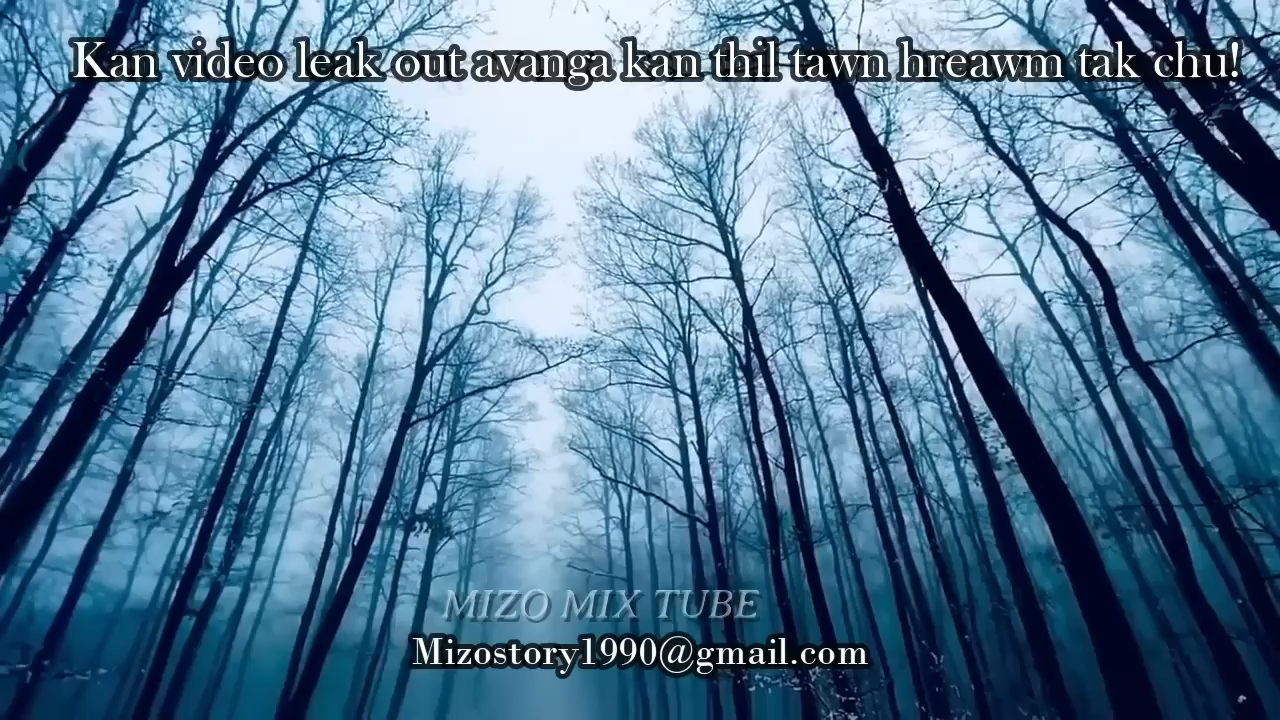 Kan video leak out avanga kan thil tawn hreawm tak chu!
MIZO MIX TUBE
Mizostory1990@gmail.com